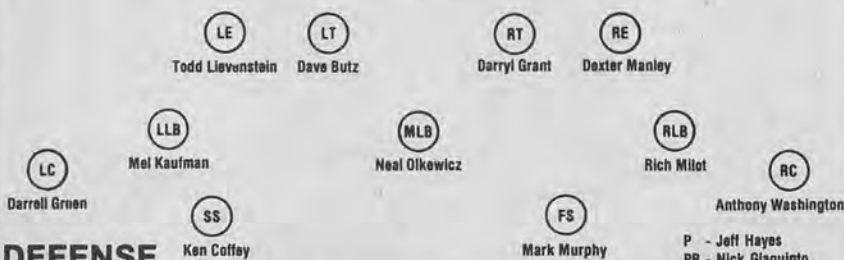 LE LT RT RE
Todd Lievenstein Dave Butz Darryl Grant Dexter Manley
LLB MLB RLB
Mel Kaufman Neal Olkewicz Rich Milot
LC RC
Darrell Green Anthony Washington
SS FS
Ken Coffey Mark Murphy
P - Jeff Hayes
DEFENSE
PR - Nick Giaquinto